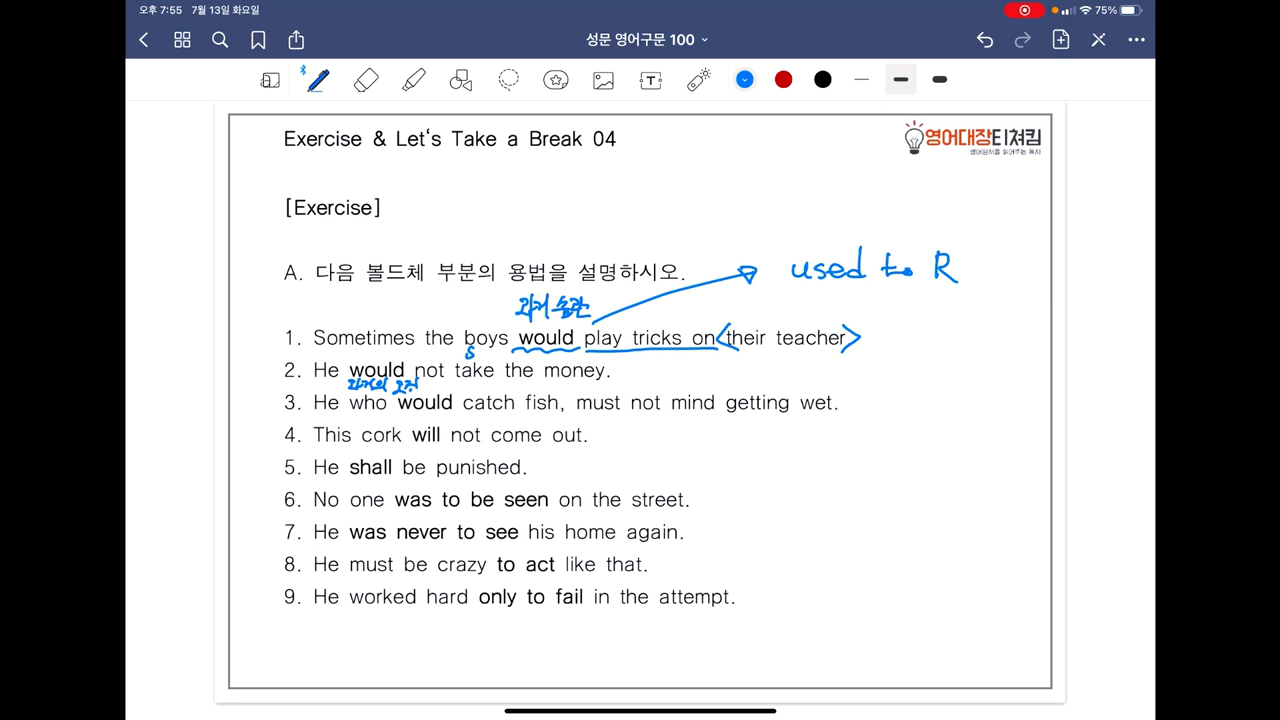 오후 7:55 7월 13일 화요일
75%
성문 영어구문 100
Exercise & Let's Take a Break 04
영어대장티쳐킴
[Exercise]
A. 다음 볼드체 부분의 용법을 설명하시오.
used to R
과거 습관
1. Sometimes the boys would play tricks on <their teacher>
s
2. He would not take the money.
과거의 고집
3. He who would catch fish, must not mind getting wet.
4. This cork will not come out.
5. He shall be punished.
6. No one was to be seen on the street.
7. He was never to see his home again.
8. He must be crazy to act like that.
9. He worked hard only to fail in the attempt.